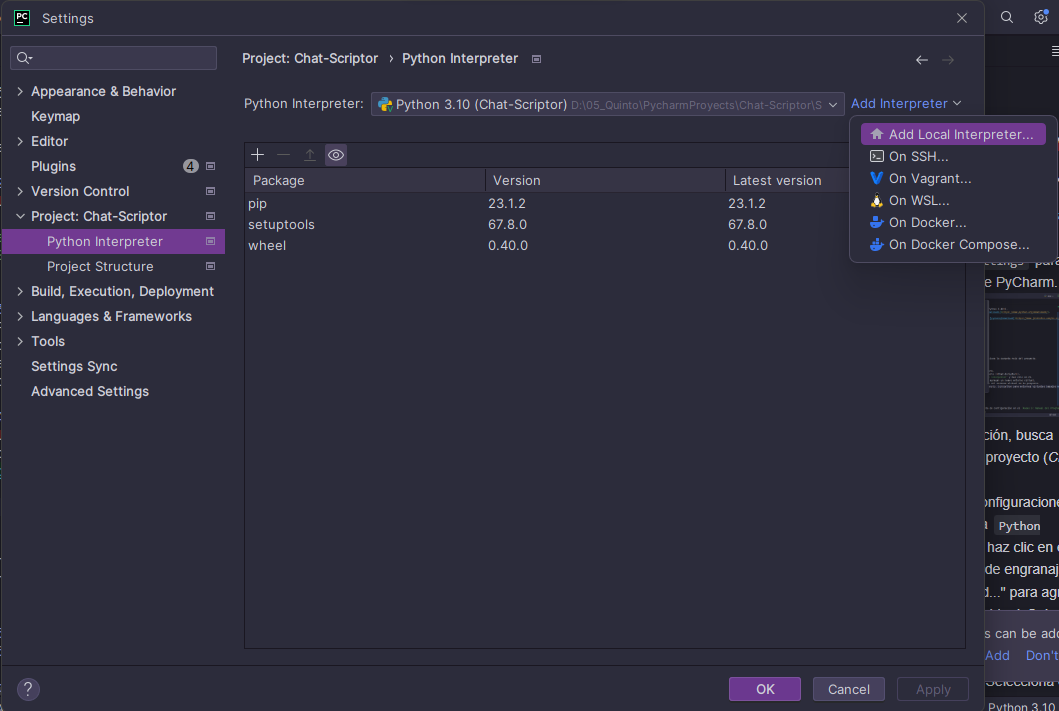 PC Settings
Project: Chat-Scriptor › Python Interpreter
Appearance & Behavior
Keymap
Editor
Plugins 4
Version Control
Project: Chat-Scriptor
Python Interpreter
Project Structure
Build, Execution, Deployment
Languages & Frameworks
Tools
Settings Sync
Advanced Settings
Python Interpreter: Python 3.10 (Chat-Scriptor) D:\05_Quinto\PycharmProyects\Chat-Scriptor\S Add Interpreter
Add Local Interpreter...
On SSH...
On Vagrant...
On WSL...
On Docker...
On Docker Compose...
Package Version Latest version
pip 23.1.2 23.1.2
setuptools 67.8.0 67.8.0
wheel 0.40.0 0.40.0
? OK Cancel Apply
e PyCharm.
ción, busca
proyecto (C
onfiguracione
a Python
haz clic en
de engranaj
d..." para agr
s can be add
Add Don't
Selecciona
Python 3.10